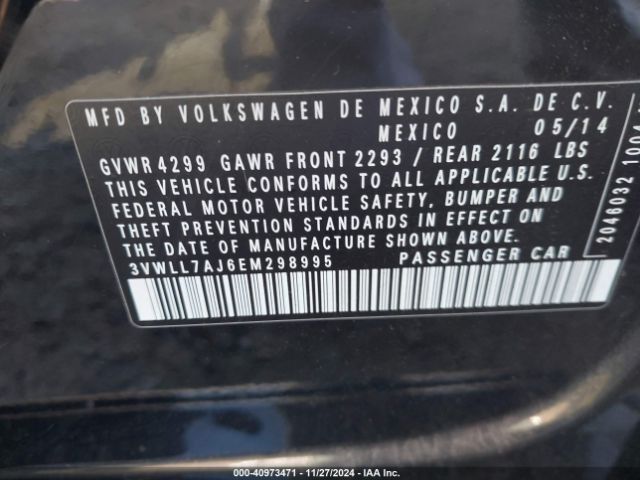 MFD BY VOLKSWAGEN DE MEXICO S.A. DE C.V.
MEXICO 05/14
GVWR 4299 GAWR FRONT 2293 / REAR 2116 LBS
THIS VEHICLE CONFORMS TO ALL APPLICABLE U.S.
FEDERAL MOTOR VEHICLE SAFETY, BUMPER AND
THEFT PREVENTION STANDARDS IN EFFECT ON
THE DATE OF MANUFACTURE SHOWN ABOVE.
3VWLL7AJ6EM298995 PASSENGER CAR
2046032
000-40973471 - 11/27/2024 - IAA Inc.